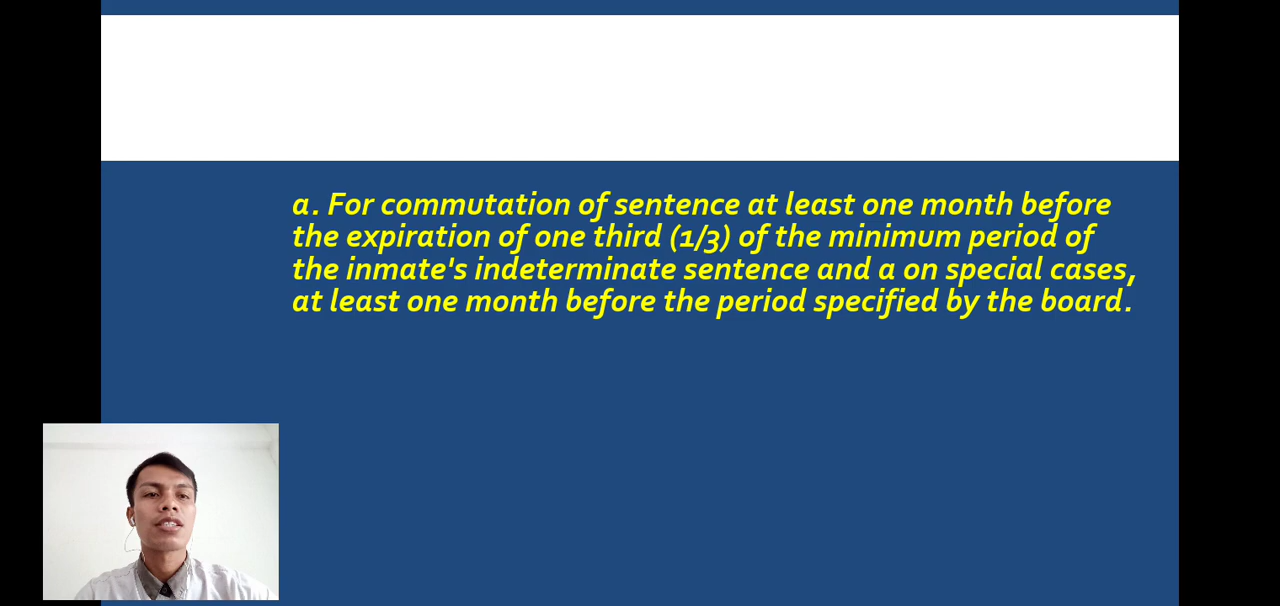 a. For commutation of sentence at least one month before
the expiration of one third (1/3) of the minimum period of
the inmate's indeterminate sentence and a on special cases,
at least one month before the period specified by the board.